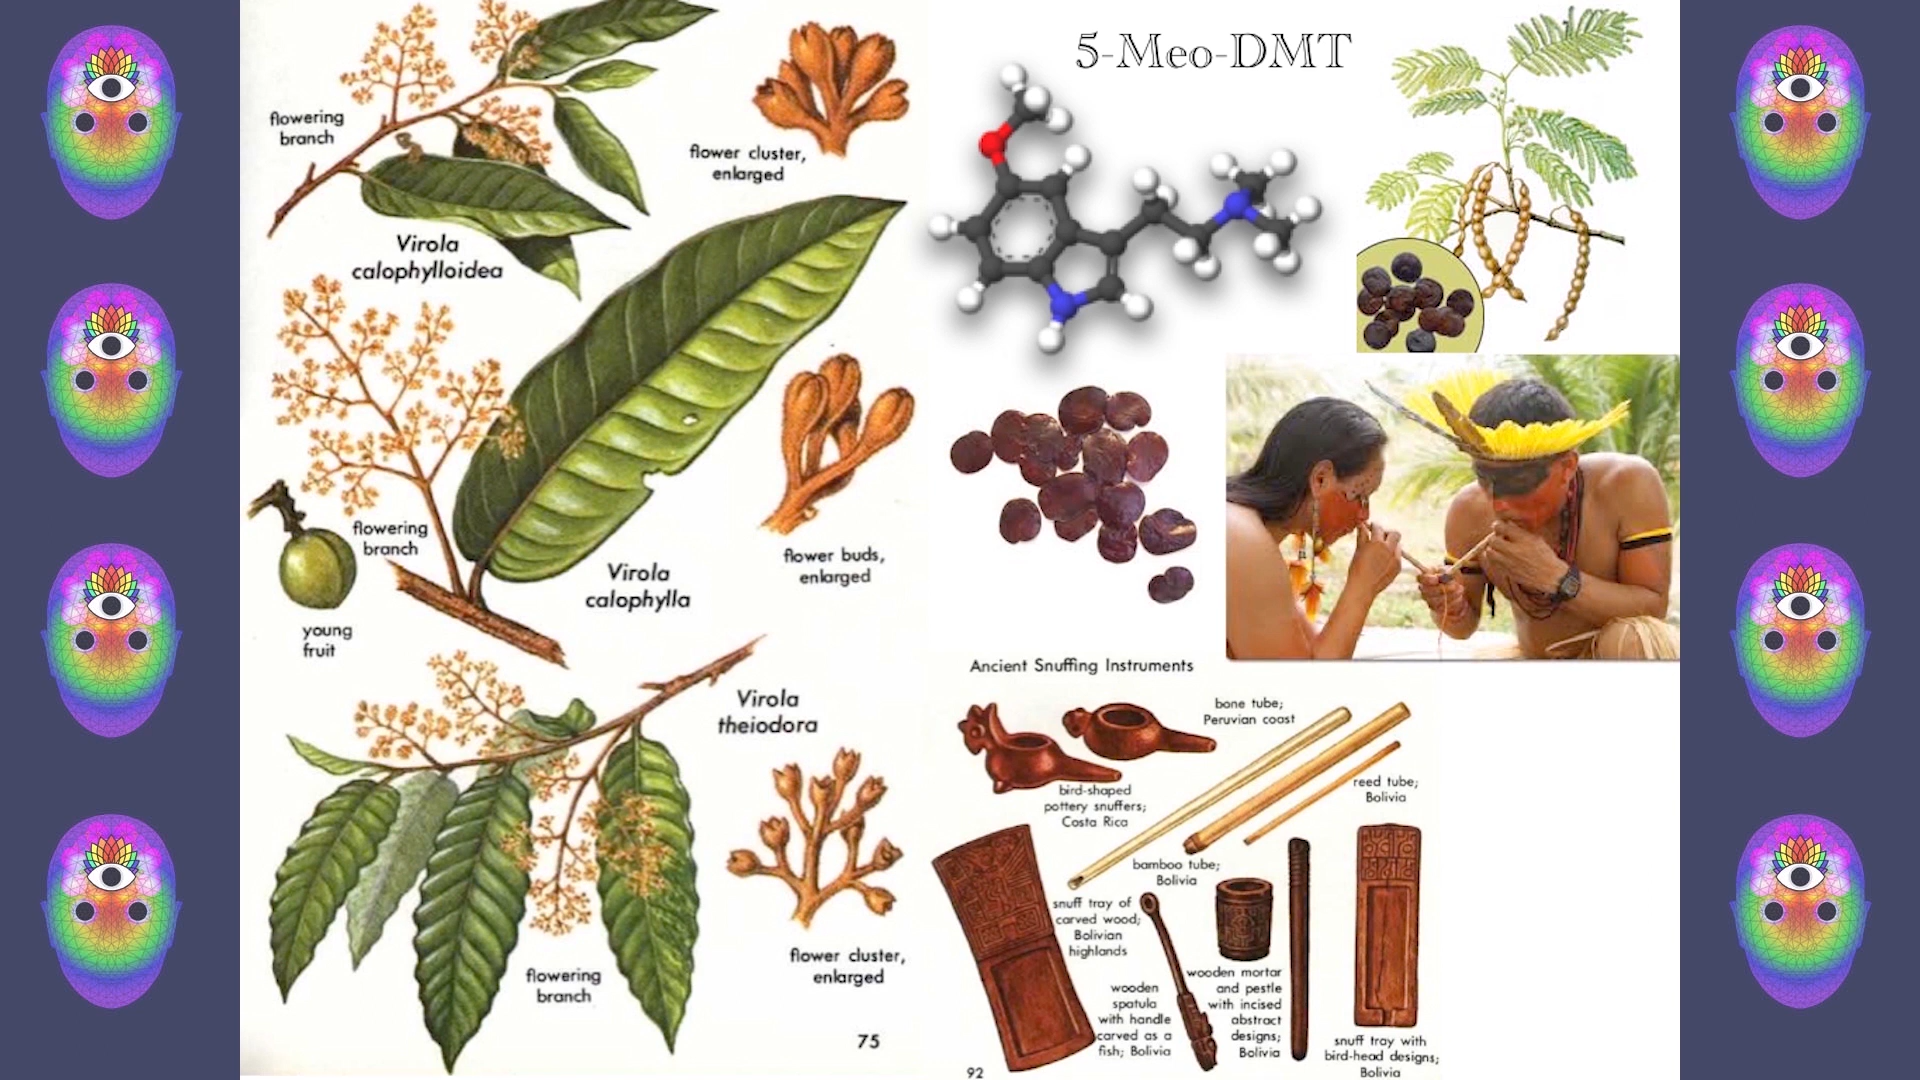 flowering
branch
flower cluster,
enlarged
Virola
calophylloidea
flowering
branch
young
fruit
Virola
calophylla
flower buds,
enlarged
Virola
theiodora
flowering
branch
flower cluster,
enlarged
75
5-Meo-DMT
Ancient Snuffing Instruments
bone tube;
Peruvian coast
bird-shaped
pottery snuffers;
Costa Rica
reed tube;
Bolivia
bamboo tube;
Bolivia
snuff tray of
carved wood;
Bolivian
highlands
wooden
spatula
with handle
carved as a
fish; Bolivia
wooden mortar
and pestle
with incised
abstract
designs;
Bolivia
snuff tray with
bird-head designs;
Bolivia
92